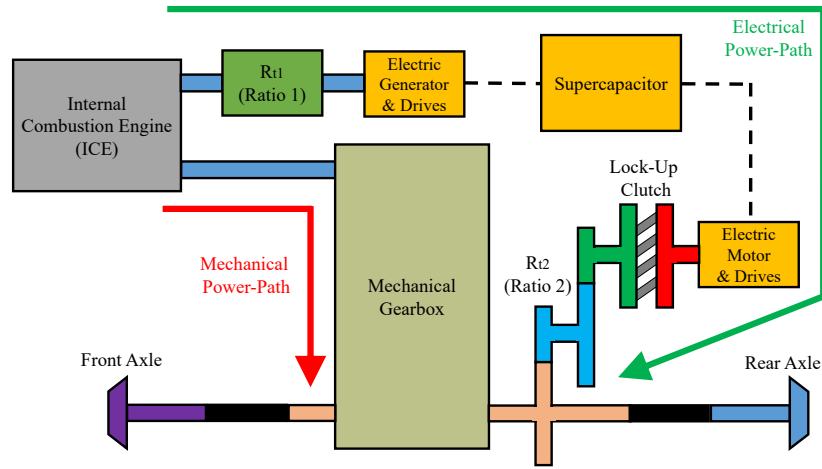 Electrical
Power-Path
Internal
Combustion Engine
(ICE)
Rt1
(Ratio 1)
Electric
Generator
& Drives
Supercapacitor
Lock-Up
Clutch
Electric
Motor
& Drives
Rt2
(Ratio 2)
Mechanical
Power-Path
Mechanical
Gearbox
Front Axle
Rear Axle